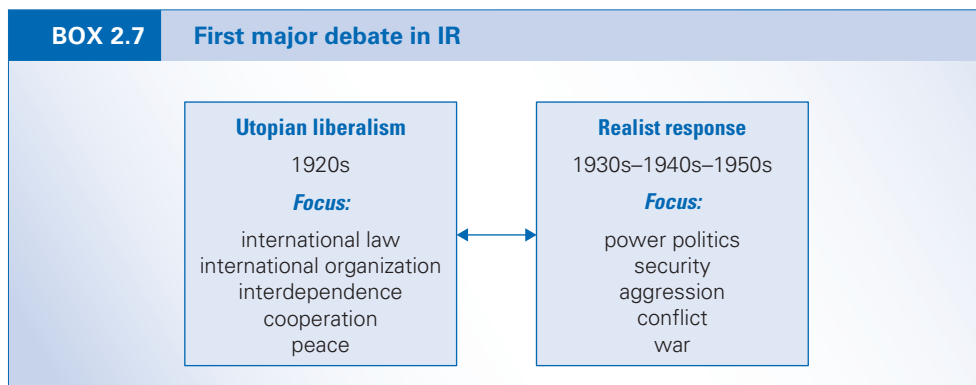 BOX 2.7 First major debate in IR
Utopian liberalism
1920s
Focus:
international law
international organization
interdependence
cooperation
peace
Realist response
1930s–1940s–1950s
Focus:
power politics
security
aggression
conflict
war